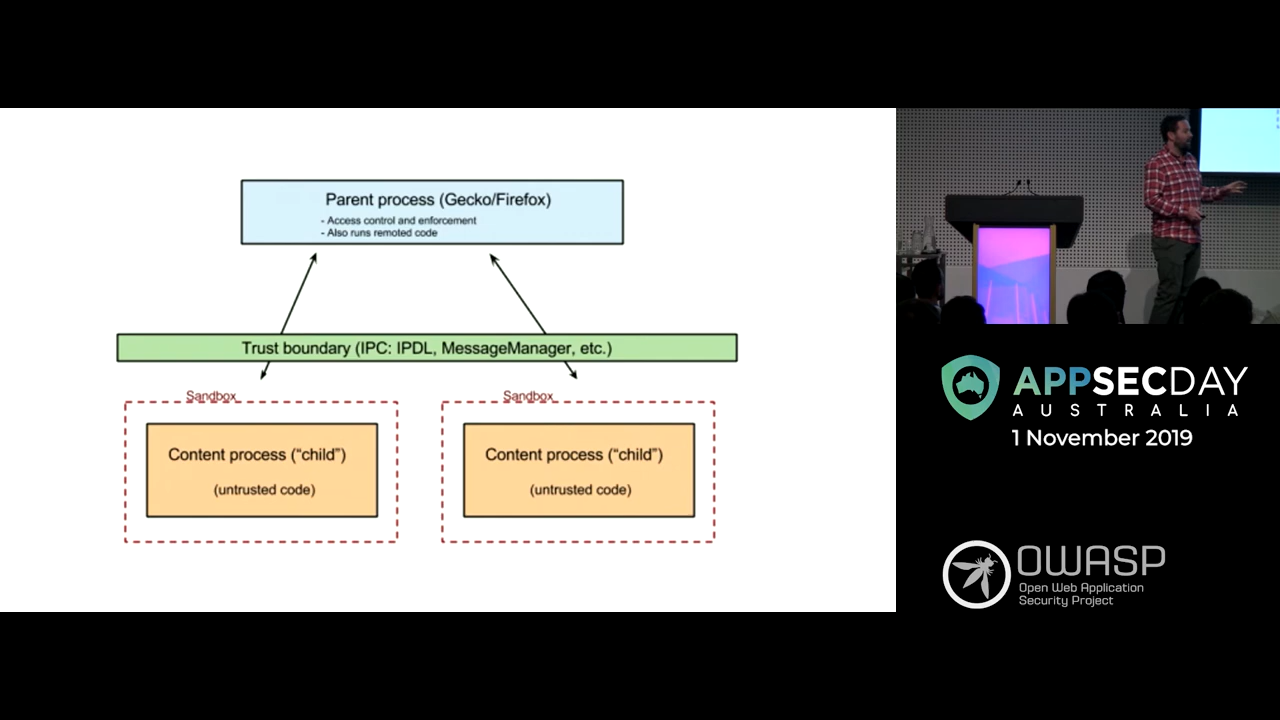 Parent process (Gecko/Firefox)
- Access control and enforcement
- Also runs remoted code
Trust boundary (IPC: IPDL, MessageManager, etc.)
Sandbox
Sandbox
Content process (“child”)
(untrusted code)
Content process (“child”)
(untrusted code)
APPSECDAY
AUSTRALIA
1 November 2019
OWASP
Open Web Application
Security Project